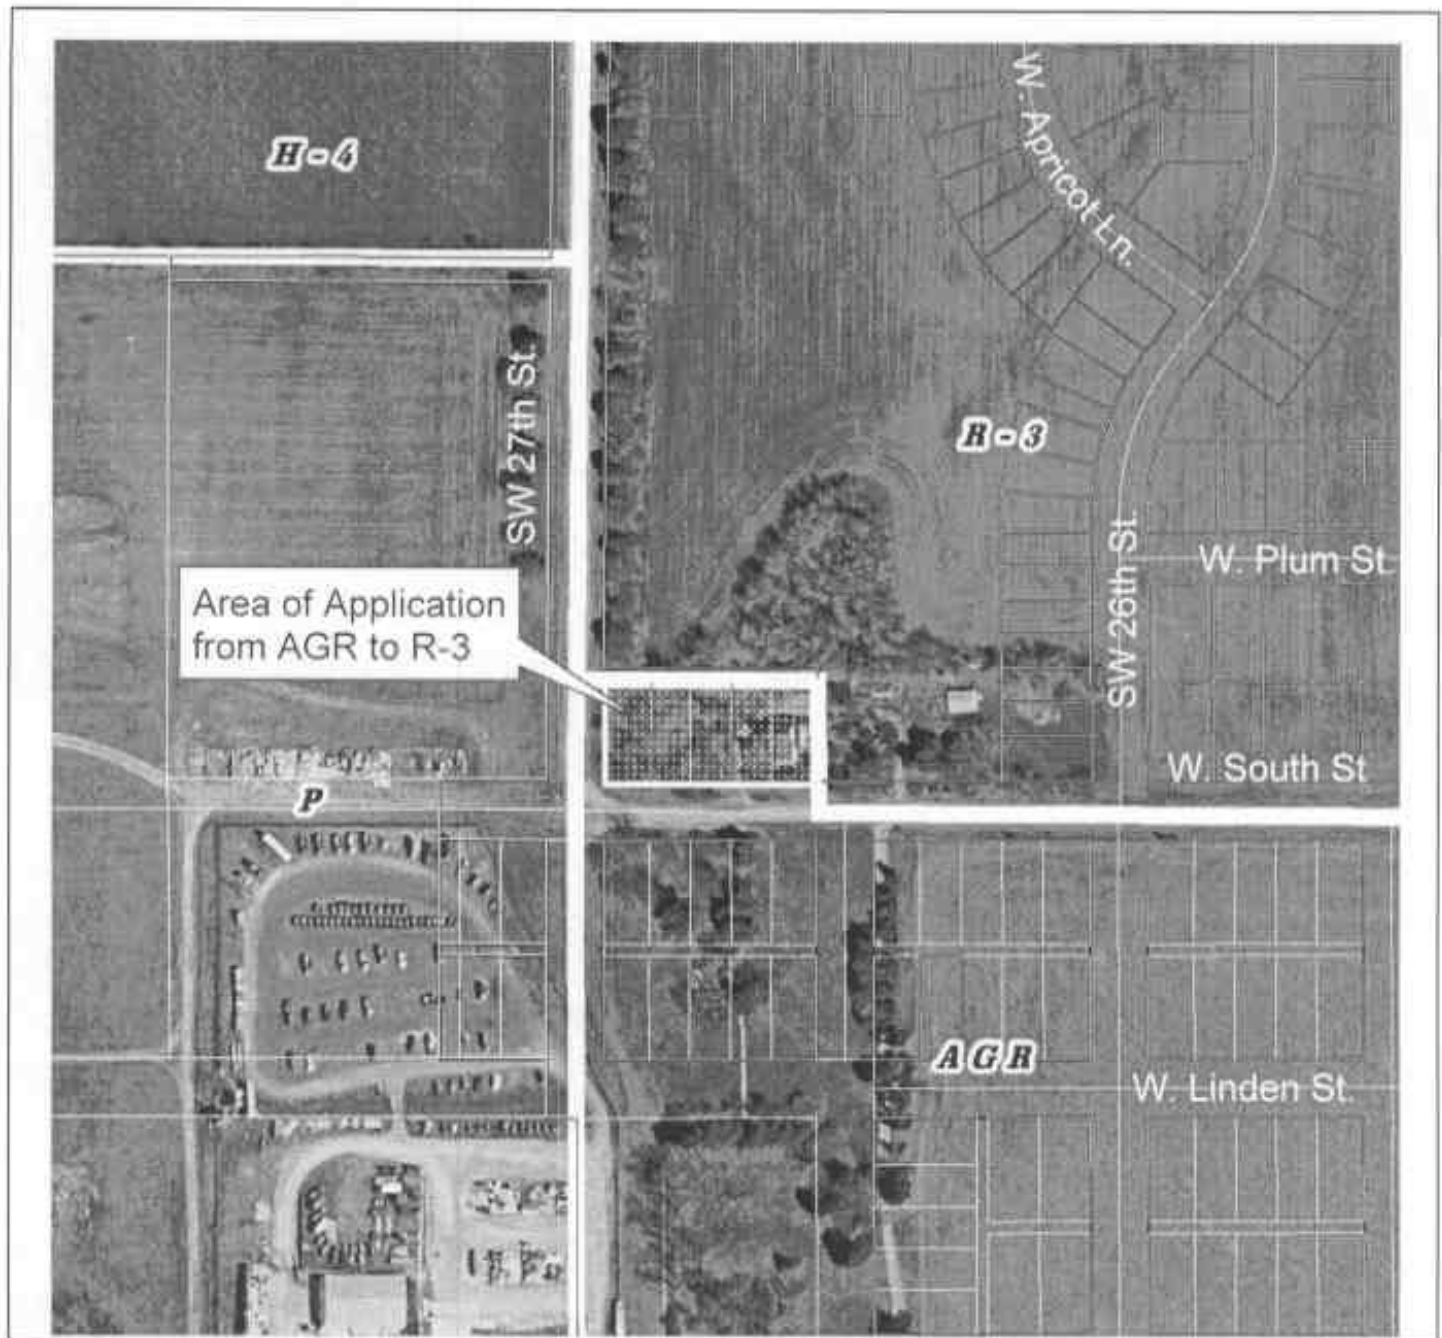 H-4
W. Apricot Ln.
SW 27th St.
R-3
W. Plum St.
Area of Application
from AGR to R-3
SW 26th St.
W. South St
P
AGR
W. Linden St.